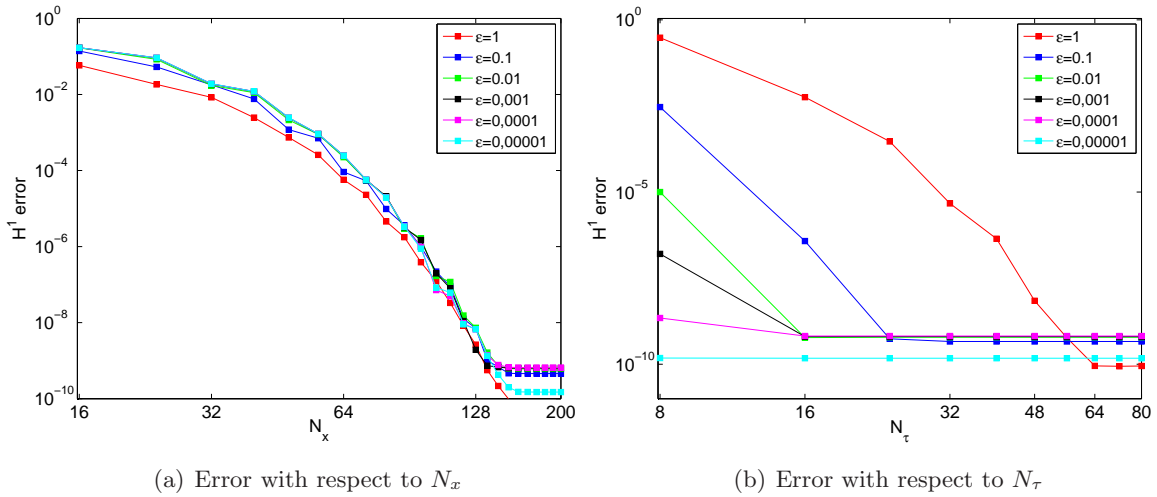 10^0
10^-2
10^-4
10^-6
10^-8
10^-10
H^1 error
16
32
64
128
200
N_x
ε=1
ε=0.1
ε=0.01
ε=0,001
ε=0,0001
ε=0,00001
(a) Error with respect to N_x
10^0
10^-5
10^-10
H^1 error
8
16
32
48
64
80
N_τ
ε=1
ε=0.1
ε=0.01
ε=0,001
ε=0,0001
ε=0,00001
(b) Error with respect to N_τ